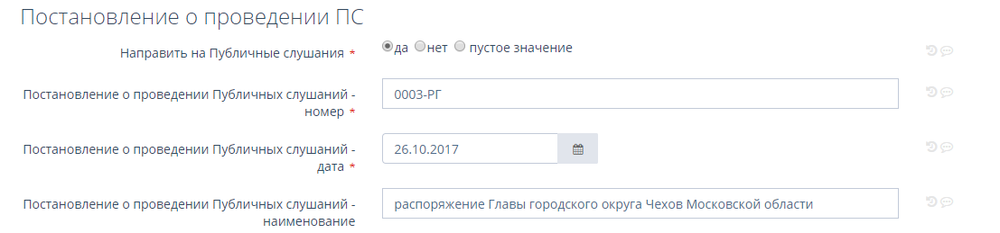 Постановление о проведении ПС
Направить на Публичные слушания * да нет пустое значение
Постановление о проведении Публичных слушаний -
номер * 0003-РГ
Постановление о проведении Публичных слушаний -
дата * 26.10.2017
Постановление о проведении Публичных слушаний -
наименование распоряжение Главы городского округа Чехов Московской области